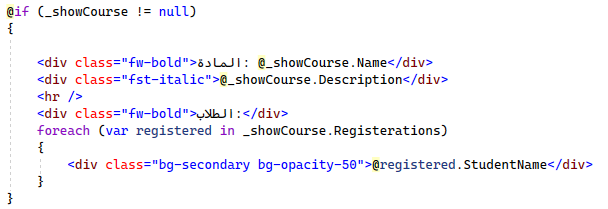 @if (_showCourse != null)
{
<div class="fw-bold">المادة: @_showCourse.Name</div>
<div class="fst-italic">@_showCourse.Description</div>
<hr />
<div class="fw-bold">الطلاب:</div>
foreach (var registered in _showCourse.Registerations)
{
<div class="bg-secondary bg-opacity-50">@registered.StudentName</div>
}
}